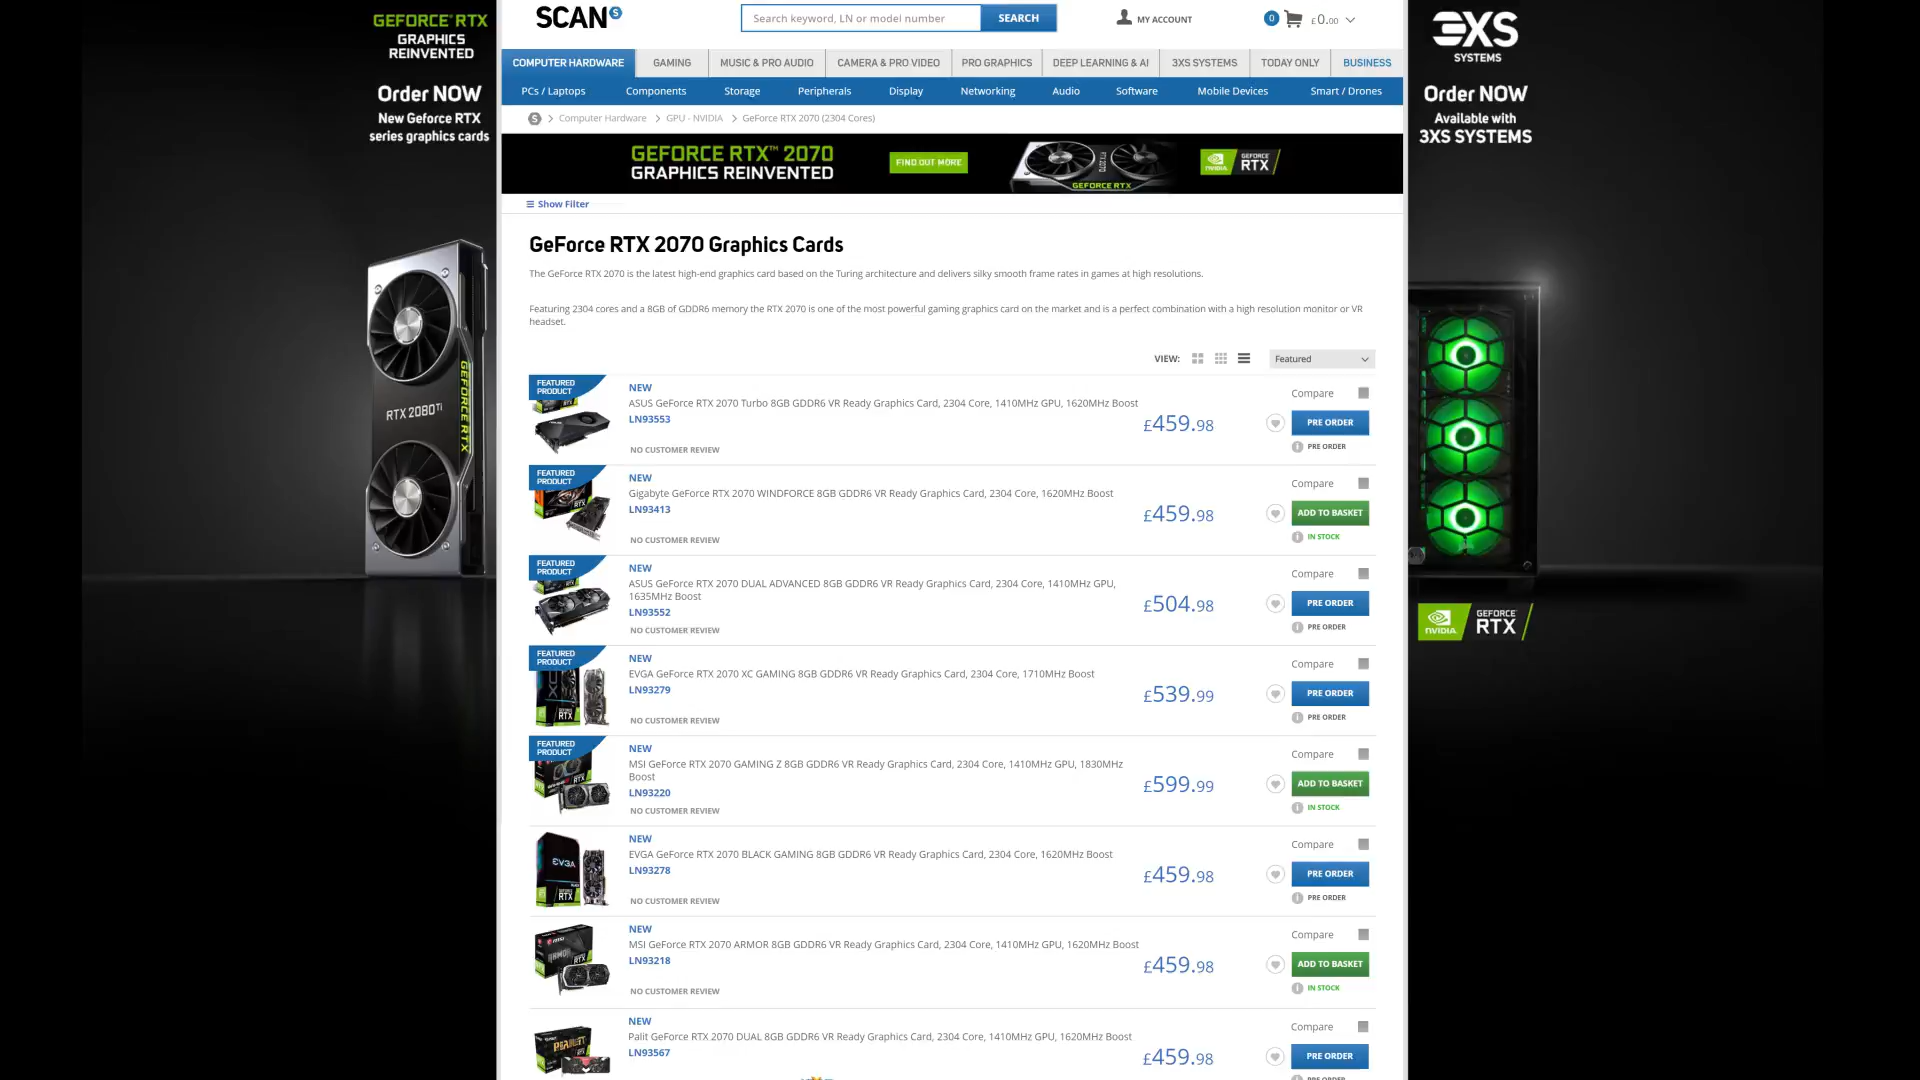 GEFORCE® RTX
GRAPHICS
REINVENTED
Order NOW
New Geforce RTX
series graphics cards
RTX 2080 Ti
GEFORCE RTX
SCAN S
Search keyword, LN or model number
SEARCH
MY ACCOUNT
0
£0.00
COMPUTER HARDWARE
GAMING
MUSIC & PRO AUDIO
CAMERA & PRO VIDEO
PRO GRAPHICS
DEEP LEARNING & AI
3XS SYSTEMS
TODAY ONLY
BUSINESS
PCs / Laptops
Components
Storage
Peripherals
Display
Networking
Audio
Software
Mobile Devices
Smart / Drones
S > Computer Hardware > GPU - NVIDIA > GeForce RTX 2070 (2304 Cores)
GEFORCE RTX™ 2070
GRAPHICS REINVENTED
FIND OUT MORE
RTX 2070
GEFORCE RTX
NVIDIA
GEFORCE
RTX
Show Filter
GeForce RTX 2070 Graphics Cards
The GeForce RTX 2070 is the latest high-end graphics card based on the Turing architecture and delivers silky smooth frame rates in games at high resolutions.
Featuring 2304 cores and a 8GB of GDDR6 memory the RTX 2070 is one of the most powerful gaming graphics card on the market and is a perfect combination with a high resolution monitor or VR
headset.
VIEW:
Featured
FEATURED
PRODUCT
NEW
ASUS GeForce RTX 2070 Turbo 8GB GDDR6 VR Ready Graphics Card, 2304 Core, 1410MHz GPU, 1620MHz Boost
LN93553
NO CUSTOMER REVIEW
£459.98
Compare
PRE ORDER
PRE ORDER
FEATURED
PRODUCT
NEW
Gigabyte GeForce RTX 2070 WINDFORCE 8GB GDDR6 VR Ready Graphics Card, 2304 Core, 1620MHz Boost
LN93413
NO CUSTOMER REVIEW
£459.98
Compare
ADD TO BASKET
IN STOCK
FEATURED
PRODUCT
NEW
ASUS GeForce RTX 2070 DUAL ADVANCED 8GB GDDR6 VR Ready Graphics Card, 2304 Core, 1410MHz GPU,
1635MHz Boost
LN93552
NO CUSTOMER REVIEW
£504.98
Compare
PRE ORDER
PRE ORDER
FEATURED
PRODUCT
NEW
EVGA GeForce RTX 2070 XC GAMING 8GB GDDR6 VR Ready Graphics Card, 2304 Core, 1710MHz Boost
LN93279
NO CUSTOMER REVIEW
£539.99
Compare
PRE ORDER
PRE ORDER
FEATURED
PRODUCT
NEW
MSI GeForce RTX 2070 GAMING Z 8GB GDDR6 VR Ready Graphics Card, 2304 Core, 1410MHz GPU, 1830MHz
Boost
LN93220
NO CUSTOMER REVIEW
£599.99
Compare
ADD TO BASKET
IN STOCK
EVGA
RTX
NEW
EVGA GeForce RTX 2070 BLACK GAMING 8GB GDDR6 VR Ready Graphics Card, 2304 Core, 1620MHz Boost
LN93278
NO CUSTOMER REVIEW
£459.98
Compare
PRE ORDER
PRE ORDER
ARMOR
NEW
MSI GeForce RTX 2070 ARMOR 8GB GDDR6 VR Ready Graphics Card, 2304 Core, 1410MHz GPU, 1620MHz Boost
LN93218
NO CUSTOMER REVIEW
£459.98
Compare
ADD TO BASKET
IN STOCK
NEW
Palit GeForce RTX 2070 DUAL 8GB GDDR6 VR Ready Graphics Card, 2304 Core, 1410MHz GPU, 1620MHz Boost
LN93567
£459.98
Compare
PRE ORDER
PRE ORDER
3XS
SYSTEMS
Order NOW
Available with
3XS SYSTEMS
NVIDIA
GEFORCE
RTX